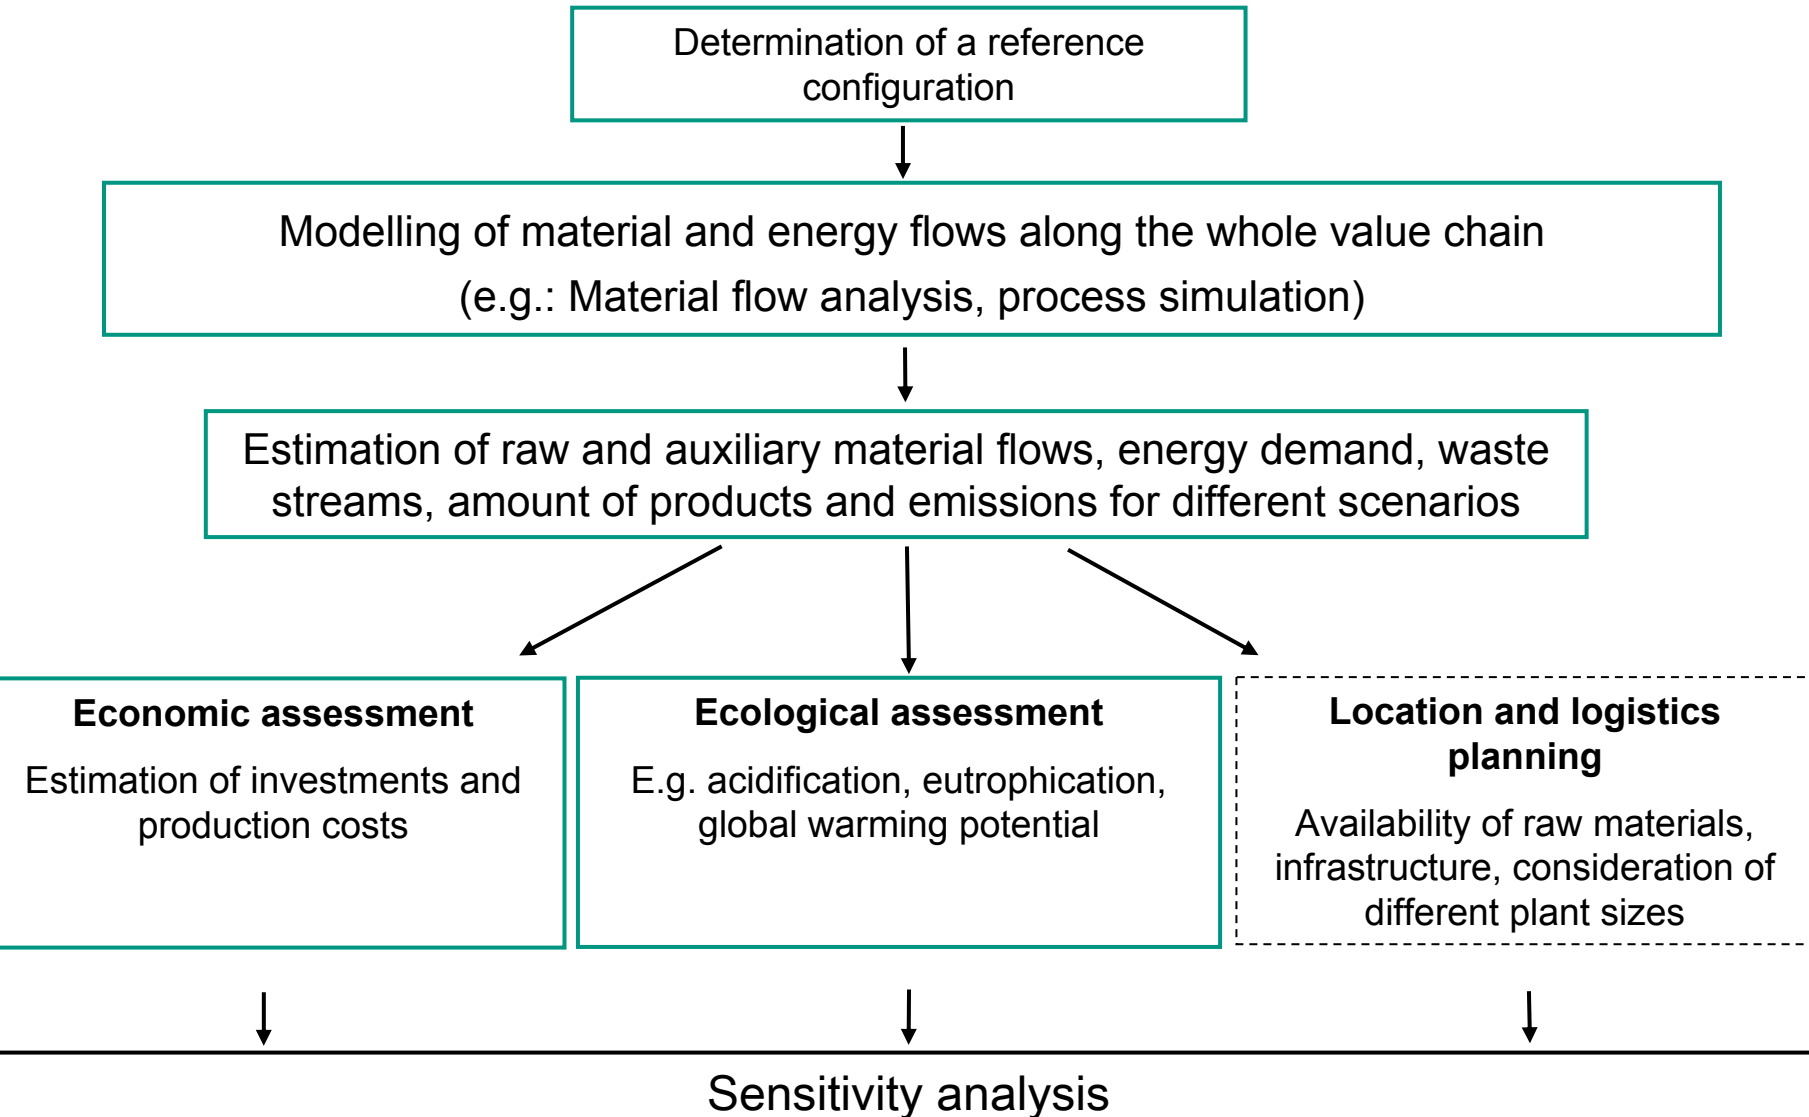 Determination of a reference
configuration
Modelling of material and energy flows along the whole value chain
(e.g.: Material flow analysis, process simulation)
Estimation of raw and auxiliary material flows, energy demand, waste
streams, amount of products and emissions for different scenarios
Economic assessment
Estimation of investments and
production costs
Ecological assessment
E.g. acidification, eutrophication,
global warming potential
Location and logistics
planning
Availability of raw materials,
infrastructure, consideration of
different plant sizes
Sensitivity analysis